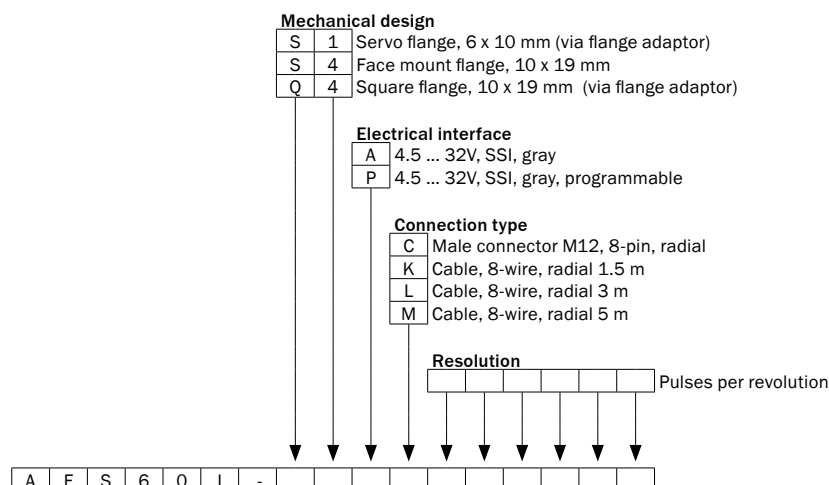 Mechanical design
S 1 Servo flange, 6 x 10 mm (via flange adaptor)
S 4 Face mount flange, 10 x 19 mm
Q 4 Square flange, 10 x 19 mm (via flange adaptor)
Electrical interface
A 4.5 ... 32V, SSI, gray
P 4.5 ... 32V, SSI, gray, programmable
Connection type
C Male connector M12, 8-pin, radial
K Cable, 8-wire, radial 1.5 m
L Cable, 8-wire, radial 3 m
M Cable, 8-wire, radial 5 m
Resolution
Pulses per revolution
A F S 6 0 I -